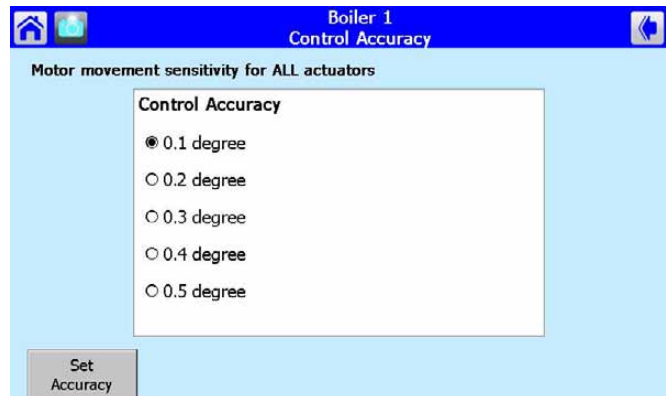 Boiler 1
Control Accuracy
Motor movement sensitivity for ALL actuators
Control Accuracy
0.1 degree
0.2 degree
0.3 degree
0.4 degree
0.5 degree
Set
Accuracy